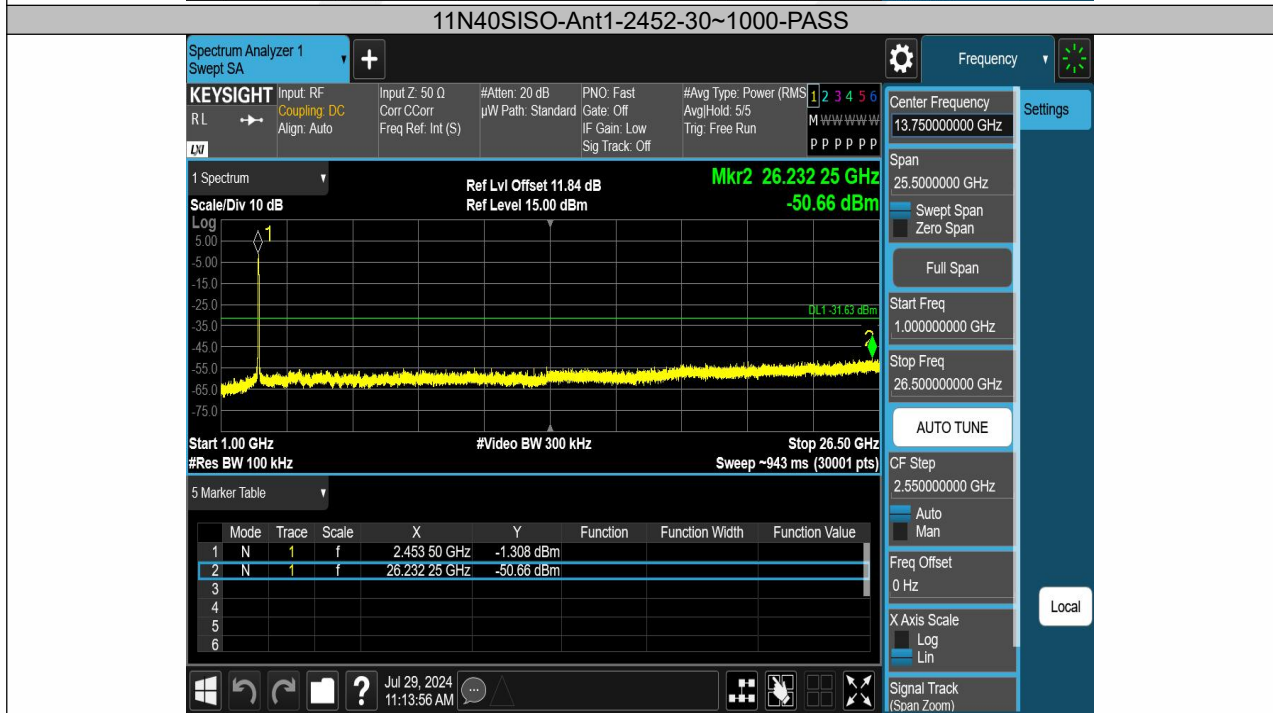 11N40SISO-Ant1-2452-30~1000-PASS
Spectrum Analyzer 1
Swept SA
+
Frequency
KEYSIGHT
RL
LXI
Input: RF
Coupling: DC
Align: Auto
Input Z: 50 Ω
Corr CCorr
Freq Ref: Int (S)
#Atten: 20 dB
µW Path: Standard
PNO: Fast
Gate: Off
IF Gain: Low
Sig Track: Off
#Avg Type: Power (RMS
Avg|Hold: 5/5
Trig: Free Run
1 2 3 4 5 6
M W W W W W
P P P P P P
1 Spectrum
Scale/Div 10 dB
Ref Lvl Offset 11.84 dB
Ref Level 15.00 dBm
Mkr2 26.232 25 GHz
-50.66 dBm
Log
5.00
-5.00
-15.0
-25.0
-35.0
-45.0
-55.0
-65.0
-75.0
1
DL1 -31.63 dBm
2
Start 1.00 GHz
#Video BW 300 kHz
Stop 26.50 GHz
#Res BW 100 kHz
Sweep ~943 ms (30001 pts)
5 Marker Table
Mode Trace Scale X Y Function Function Width Function Value
1 N 1 f 2.453 50 GHz -1.308 dBm
2 N 1 f 26.232 25 GHz -50.66 dBm
3
4
5
6
?
Jul 29, 2024
11:13:56 AM
Center Frequency
13.750000000 GHz
Span
25.5000000 GHz
Swept Span
Zero Span
Full Span
Start Freq
1.000000000 GHz
Stop Freq
26.500000000 GHz
AUTO TUNE
CF Step
2.550000000 GHz
Auto
Man
Freq Offset
0 Hz
X Axis Scale
Log
Lin
Signal Track
(Span Zoom)
Settings
Local